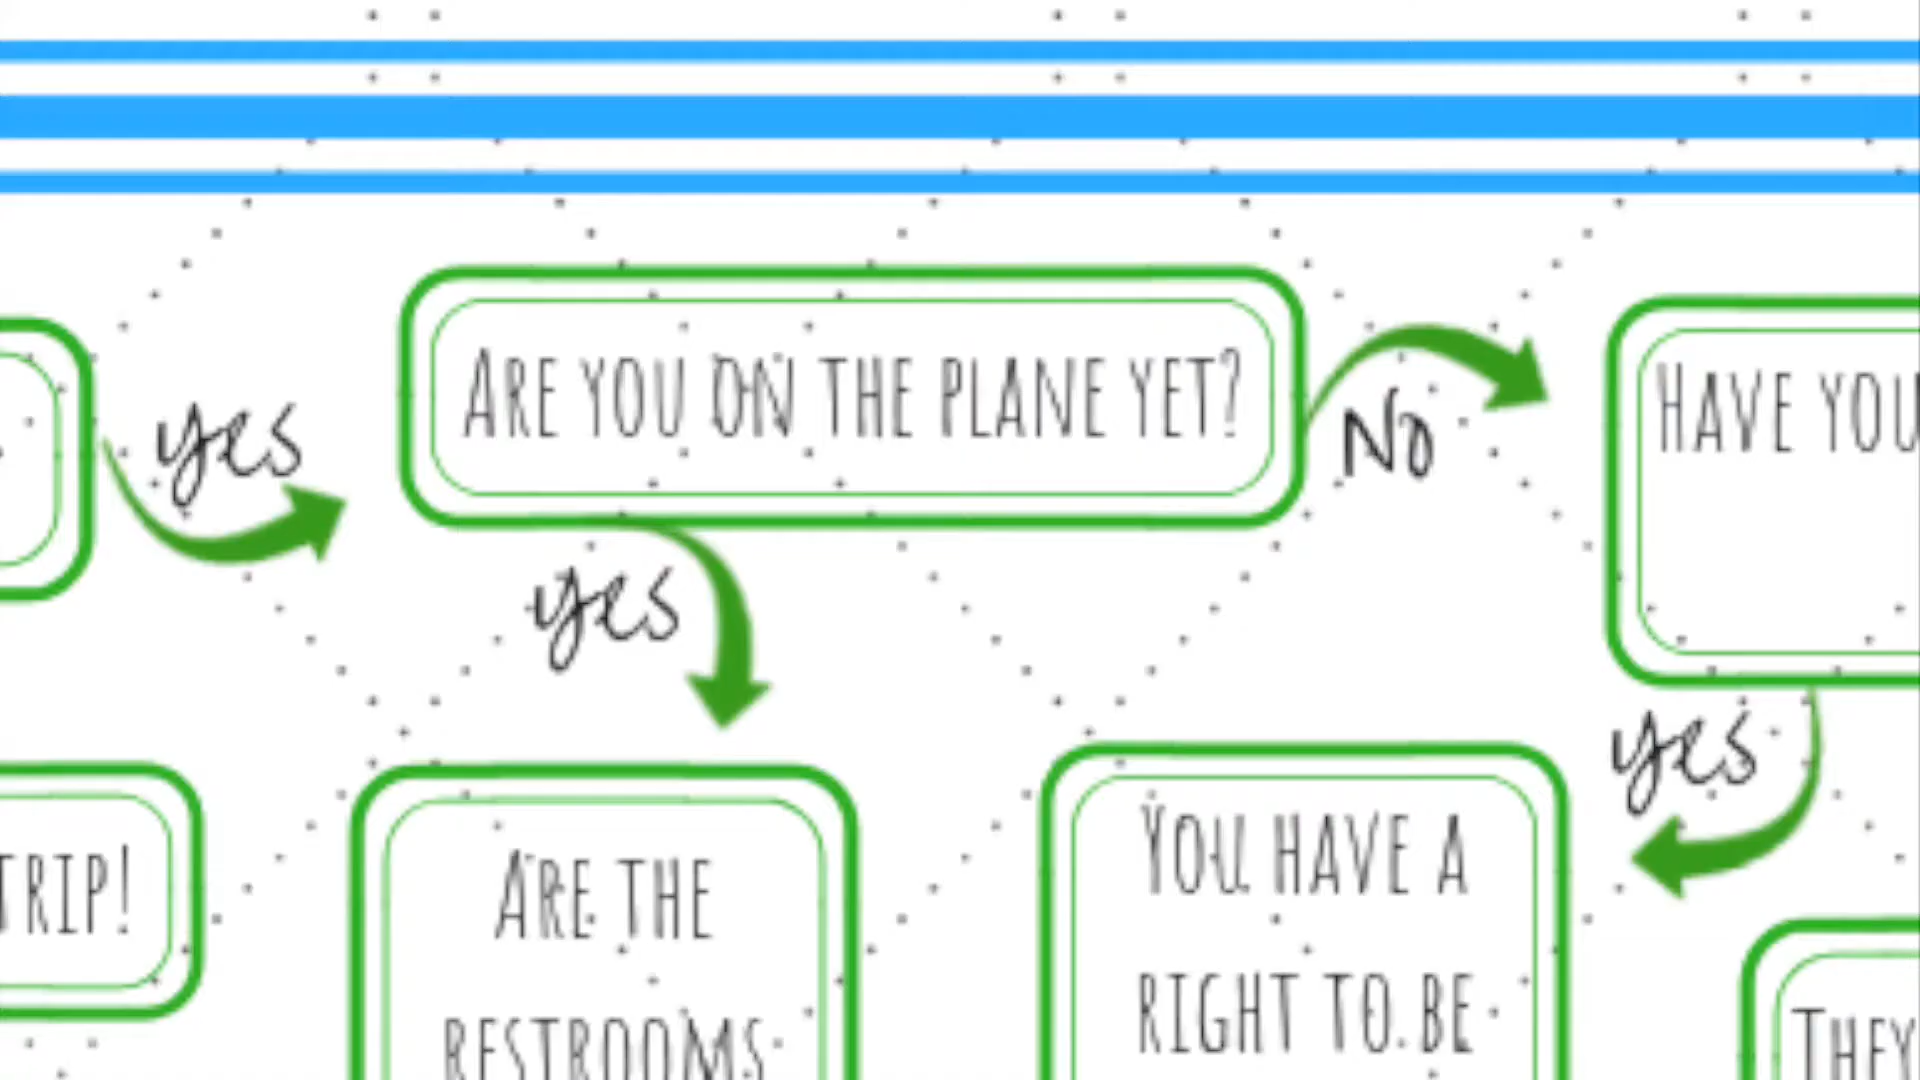 yes
ARE YOU ON THE PLANE YET?
NO
HAVE YOU
yes
yes
TRIP!
ARE THE
RESTROOMS
YOU HAVE A
RIGHT TO BE
THEY